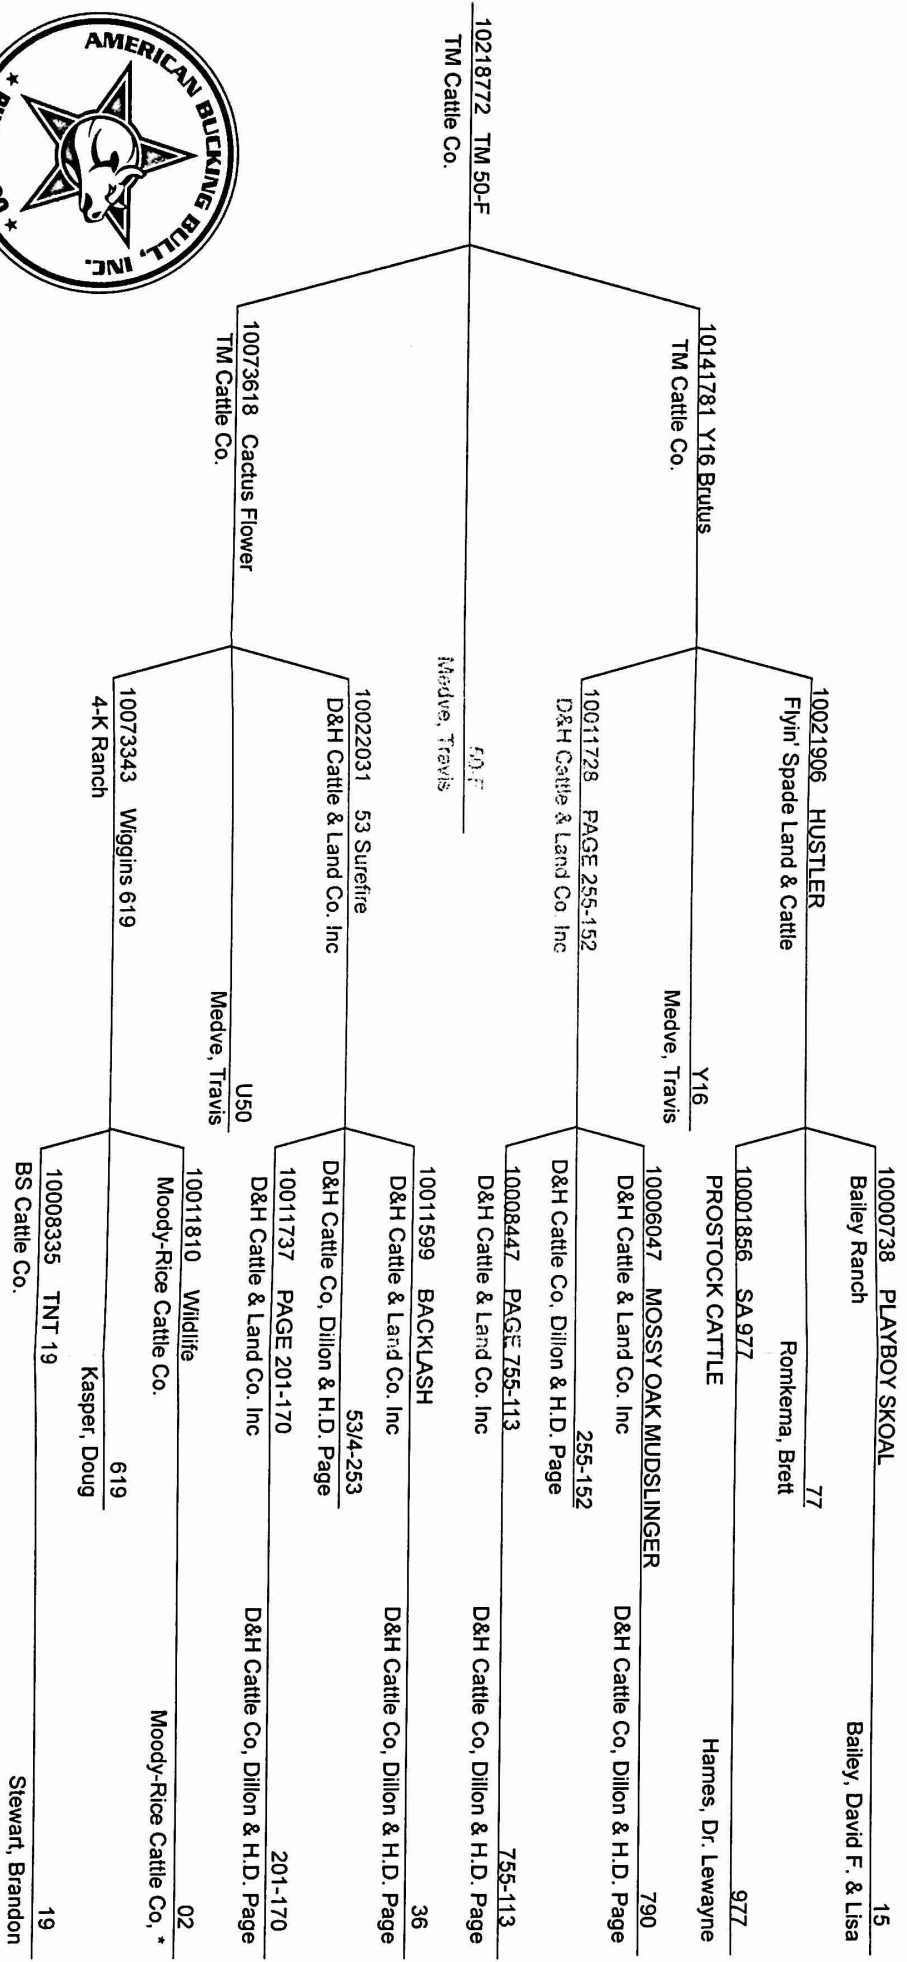 AMERICAN BUCKING BULL, INC.
10218772 TM 50-F
TM Cattle Co.
50-F
Medve, Travis
10141781 Y16 Brutus
TM Cattle Co.
Y16
Medve, Travis
10073618 Cactus Flower
TM Cattle Co.
U50
Medve, Travis
10021906 HUSTLER
Flyin' Spade Land & Cattle
77
Romkema, Brett
10011728 PAGE 255-152
D&H Cattle & Land Co. Inc
255-152
D&H Cattle Co, Dillon & H.D. Page
10022031 53 Surefire
D&H Cattle & Land Co. Inc
53/4-253
D&H Cattle Co, Dillon & H.D. Page
10073343 Wiggins 619
4-K Ranch
619
Kasper, Doug
10000738 PLAYBOY SKOAL
Bailey Ranch
15
Bailey, David F. & Lisa
10001856 SA 977
PROSTOCK CATTLE
977
Hames, Dr. Lewayne
10006047 MOSSY OAK MUDSLINGER
D&H Cattle & Land Co. Inc
790
D&H Cattle Co, Dillon & H.D. Page
10008447 PAGE 755-113
D&H Cattle & Land Co. Inc
755-113
D&H Cattle Co, Dillon & H.D. Page
10011599 BACKLASH
D&H Cattle & Land Co. Inc
36
D&H Cattle Co, Dillon & H.D. Page
10011737 PAGE 201-170
D&H Cattle & Land Co. Inc
201-170
D&H Cattle Co, Dillon & H.D. Page
10011810 Wildlife
Moody-Rice Cattle Co.
02
Moody-Rice Cattle Co, *
10008335 TNT 19
BS Cattle Co.
19
Stewart, Brandon